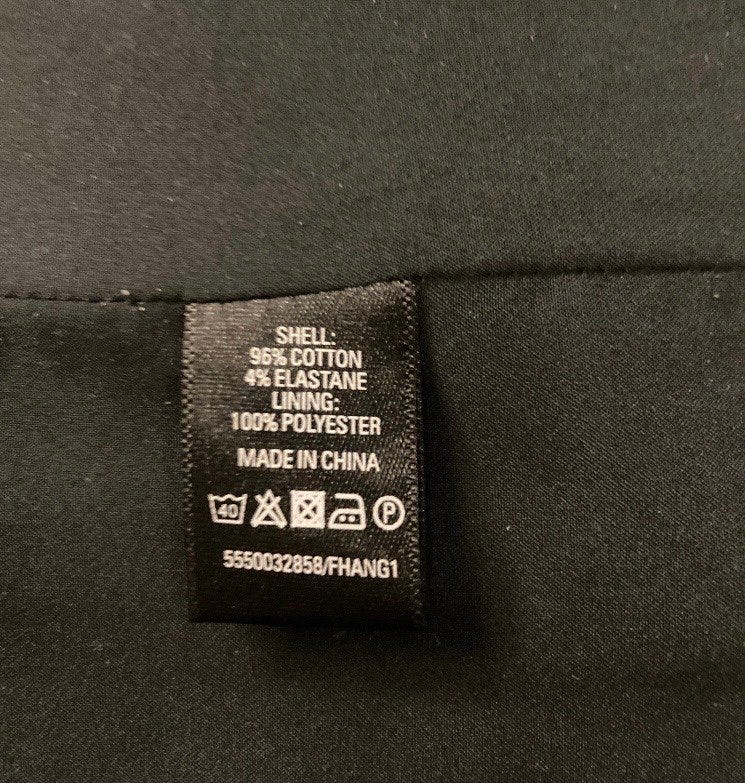 SHELL:
96% COTTON
4% ELASTANE
LINING:
100% POLYESTER
MADE IN CHINA
40 P
5550032858/FHANG1